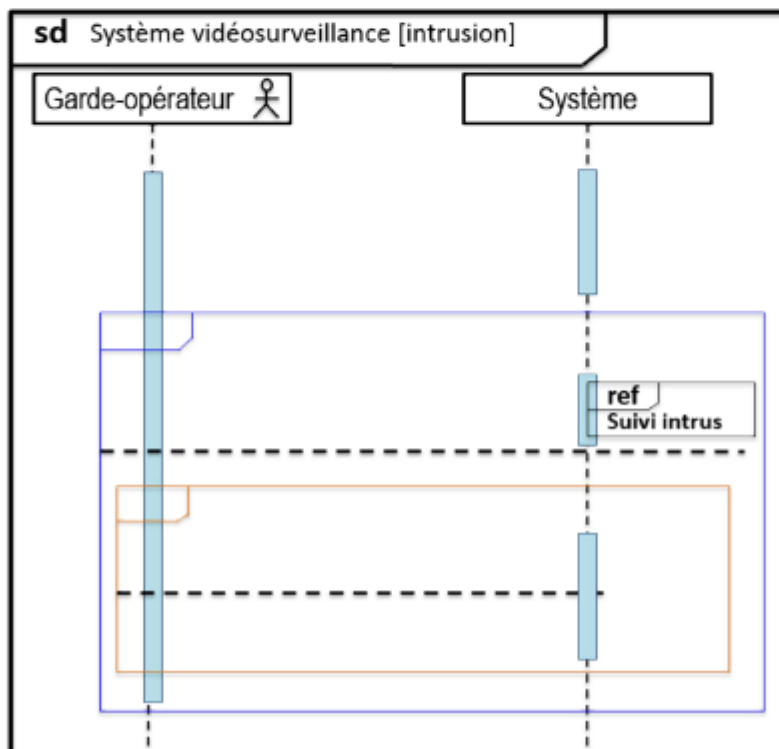 sd Système vidéosurveillance [intrusion]
Garde-opérateur
Système
ref
Suivi intrus